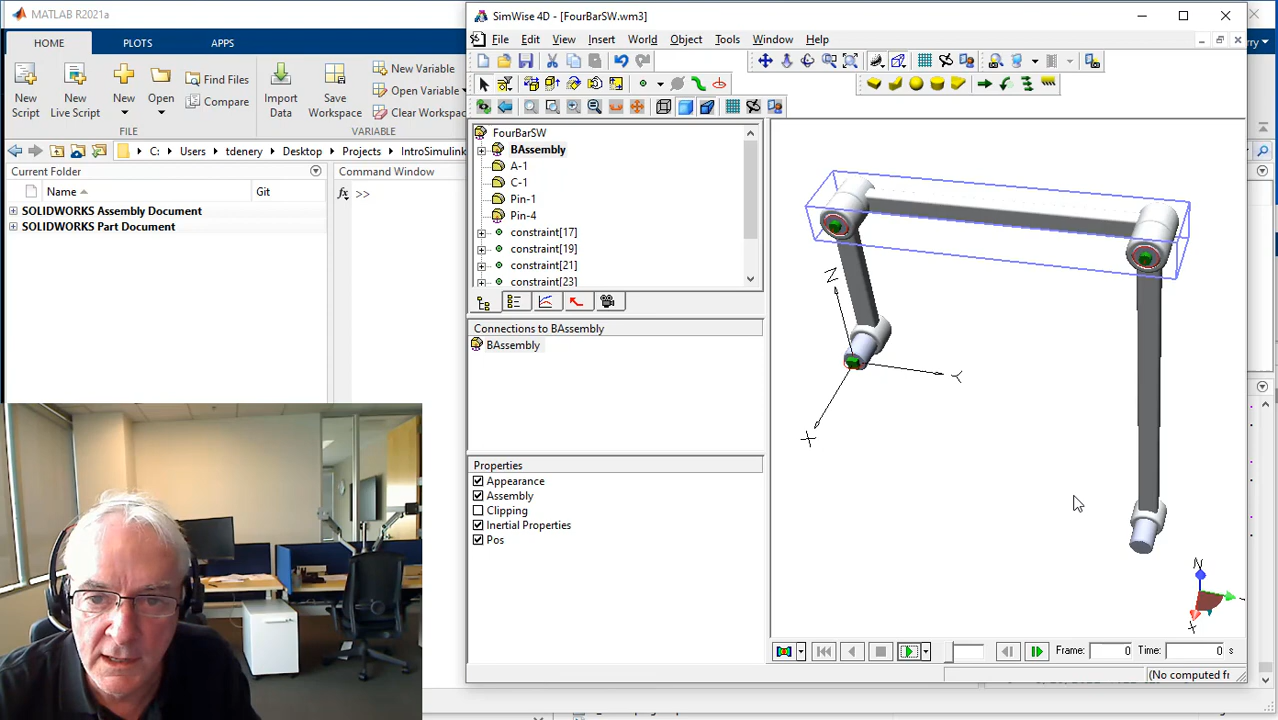 MATLAB R2021a
HOME
PLOTS
APPS
New Script
New Live Script
New
Open
Find Files
Compare
Import Data
Save Workspace
New Variable
Open Variable
Clear Workspac
FILE
VARIABLE
C: Users tdenery Desktop Projects IntroSimulink
Current Folder
Command Window
Name
Git
SOLIDWORKS Assembly Document
SOLIDWORKS Part Document
fx >>
SimWise 4D - [FourBarSW.wm3]
File Edit View Insert World Object Tools Window Help
FourBarSW
BAssembly
A-1
C-1
Pin-1
Pin-4
constraint[17]
constraint[19]
constraint[21]
constraint[23]
Connections to BAssembly
BAssembly
Properties
Appearance
Assembly
Clipping
Inertial Properties
Pos
Z
Y
X
X
Frame: 0 Time: 0 s
(No computed fr